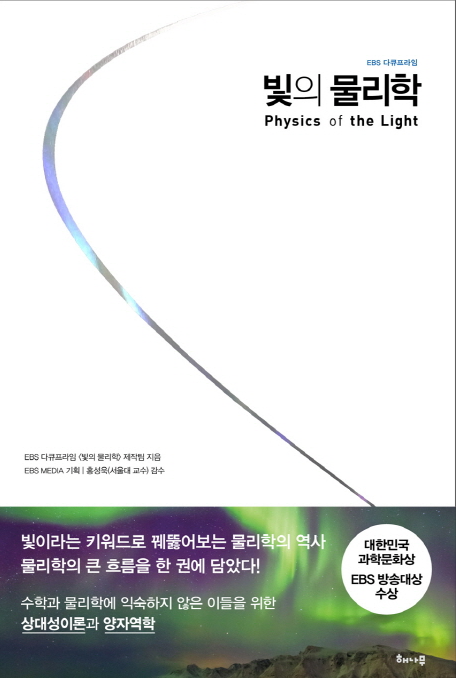 EBS 다큐프라임
빛의 물리학
Physics of the Light
EBS 다큐프라임 〈빛의 물리학〉 제작팀 지음
EBS MEDIA 기획 | 홍성욱(서울대 교수) 감수
빛이라는 키워드로 꿰뚫어보는 물리학의 역사
물리학의 큰 흐름을 한 권에 담았다!
수학과 물리학에 익숙하지 않은 이들을 위한
상대성이론과 양자역학
대한민국
과학문화상
EBS 방송대상
수상
해나무